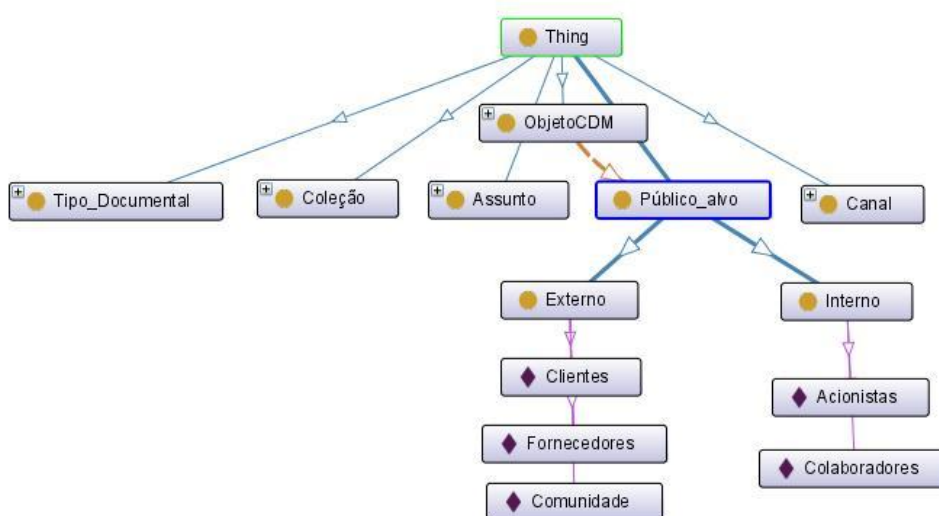 Thing
ObjetoCDM
Tipo_Documental
Coleção
Assunto
Público_alvo
Canal
Externo
Interno
Clientes
Acionistas
Fornecedores
Colaboradores
Comunidade